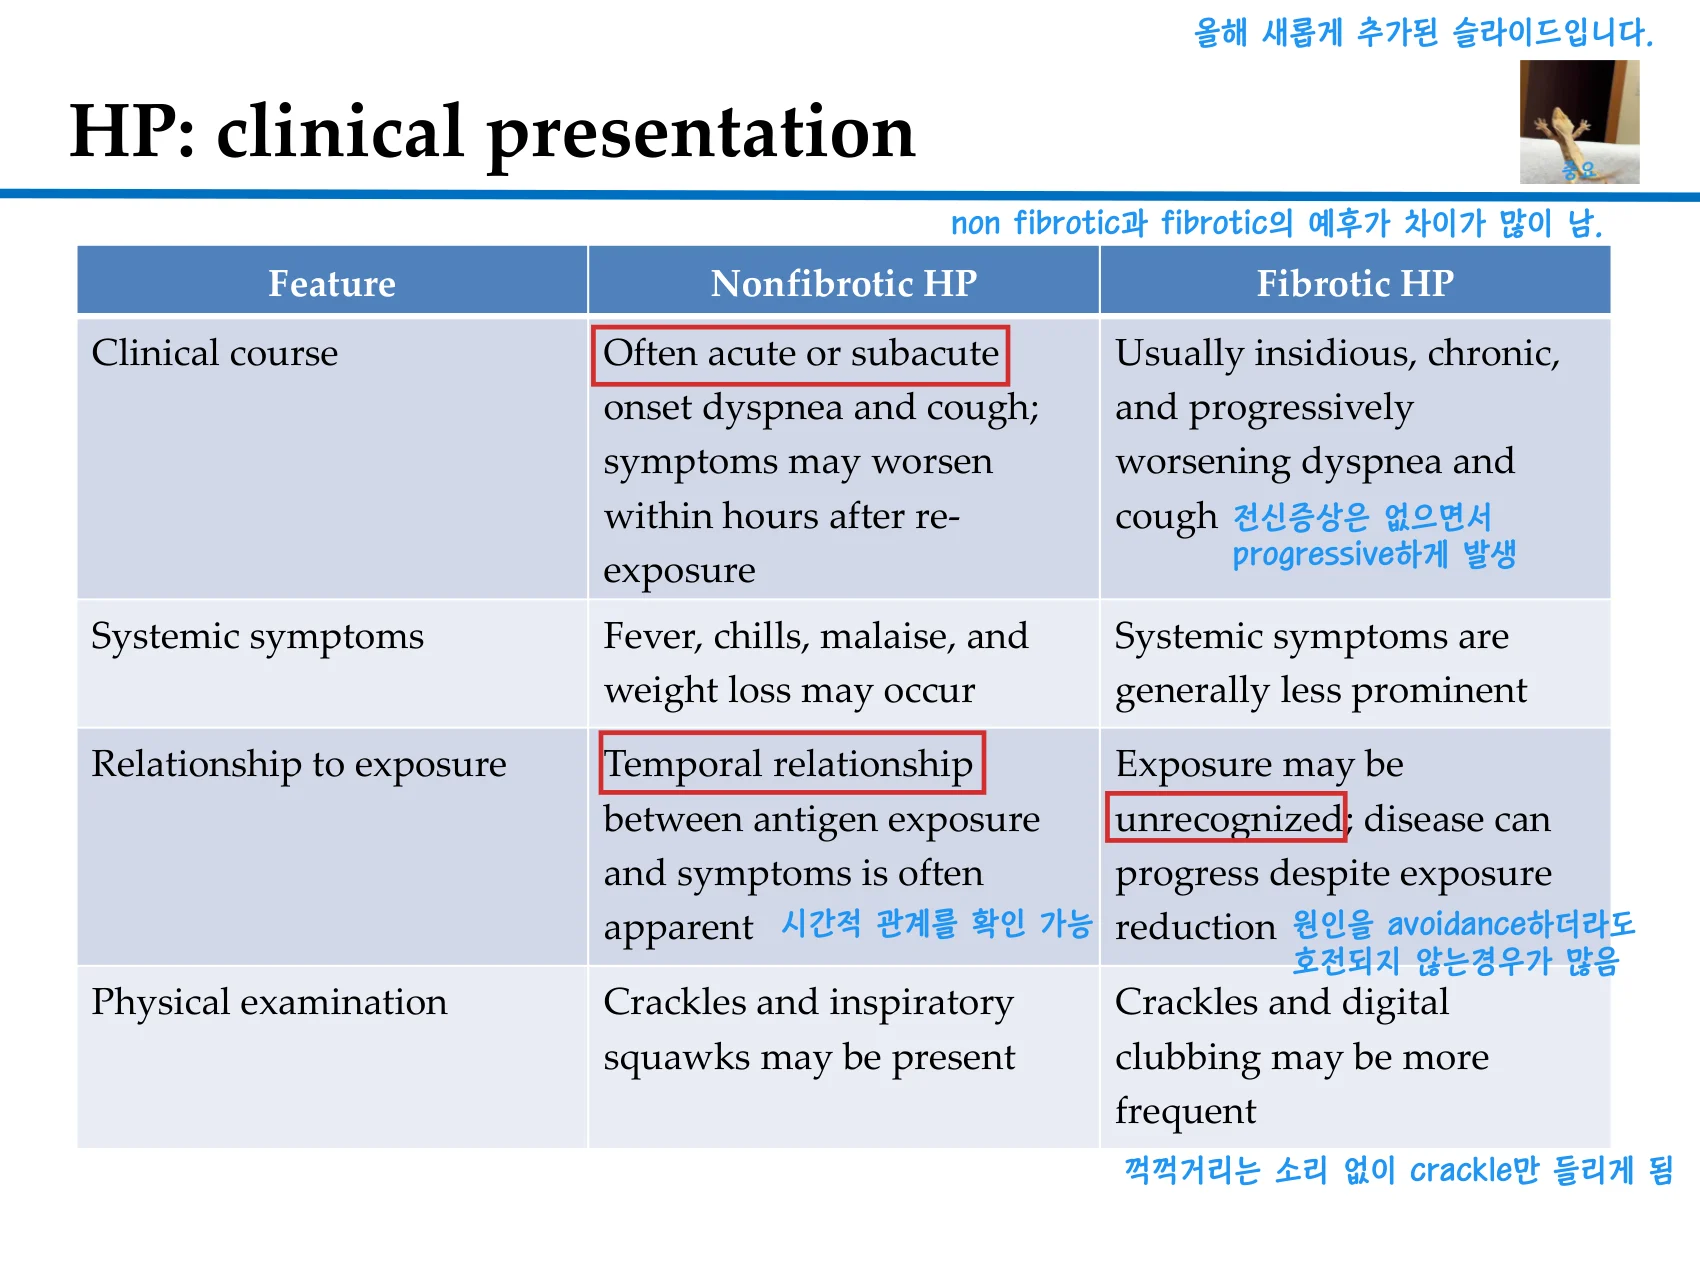 올해 새롭게 추가된 슬라이드입니다.
HP: clinical presentation
중요
non fibrotic과 fibrotic의 예후가 차이가 많이 남.
Feature
Nonfibrotic HP
Fibrotic HP
Clinical course
Often acute or subacute
onset dyspnea and cough;
symptoms may worsen
within hours after re-
exposure
Usually insidious, chronic,
and progressively
worsening dyspnea and
cough
전신증상은 없으면서
progressive하게 발생
Systemic symptoms
Fever, chills, malaise, and
weight loss may occur
Systemic symptoms are
generally less prominent
Relationship to exposure
Temporal relationship
between antigen exposure
and symptoms is often
apparent
시간적 관계를 확인 가능
Exposure may be
unrecognized; disease can
progress despite exposure
reduction
원인을 avoidance하더라도
호전되지 않는경우가 많음
Physical examination
Crackles and inspiratory
squawks may be present
Crackles and digital
clubbing may be more
frequent
꺽꺽거리는 소리 없이 crackle만 들리게 됨